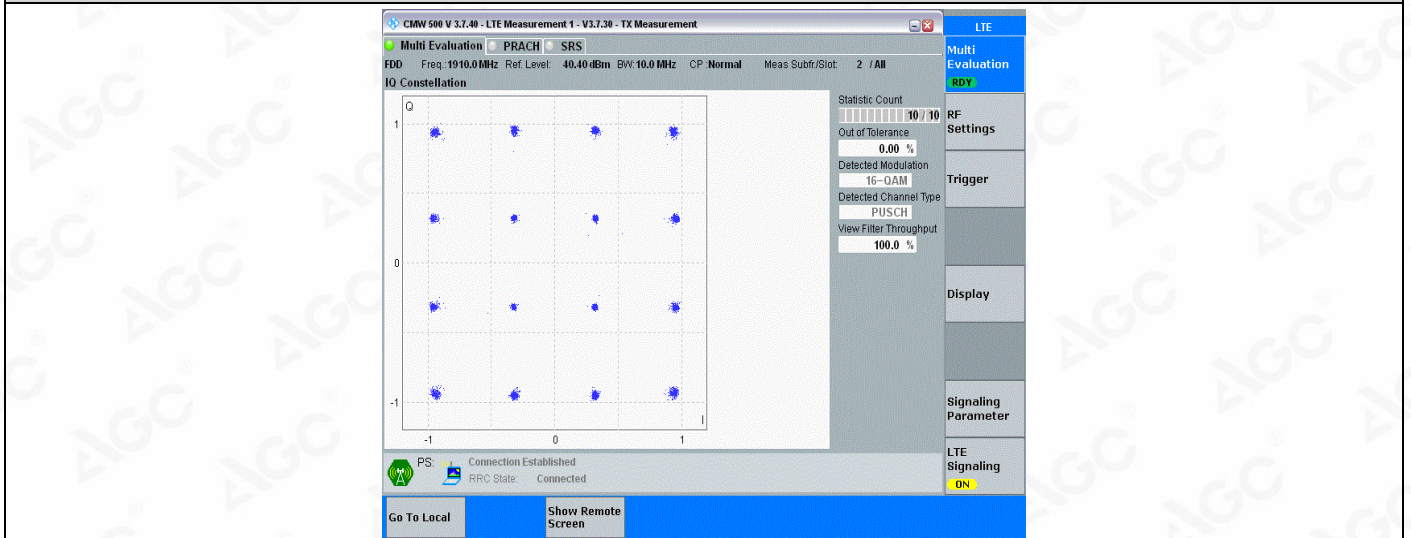 CMW 500 V 3.7.40 - LTE Measurement 1 - V3.7.30 - TX Measurement
LTE
Multi Evaluation PRACH SRS
Multi Evaluation
RDY
FDD Freq.: 1910.0 MHz Ref. Level: 40.40 dBm BW: 10.0 MHz CP :Normal Meas Subfr./Slot: 2 / All
IQ Constellation
Q
1
0
-1
-1 0 1
I
Statistic Count
10 / 10
Out of Tolerance
0.00 %
Detected Modulation
16-QAM
Detected Channel Type
PUSCH
View Filter Throughput
100.0 %
RF
Settings
Trigger
Display
Signaling
Parameter
LTE
Signaling
ON
PS: Connection Established
RRC State: Connected
Go To Local
Show Remote
Screen
AGC